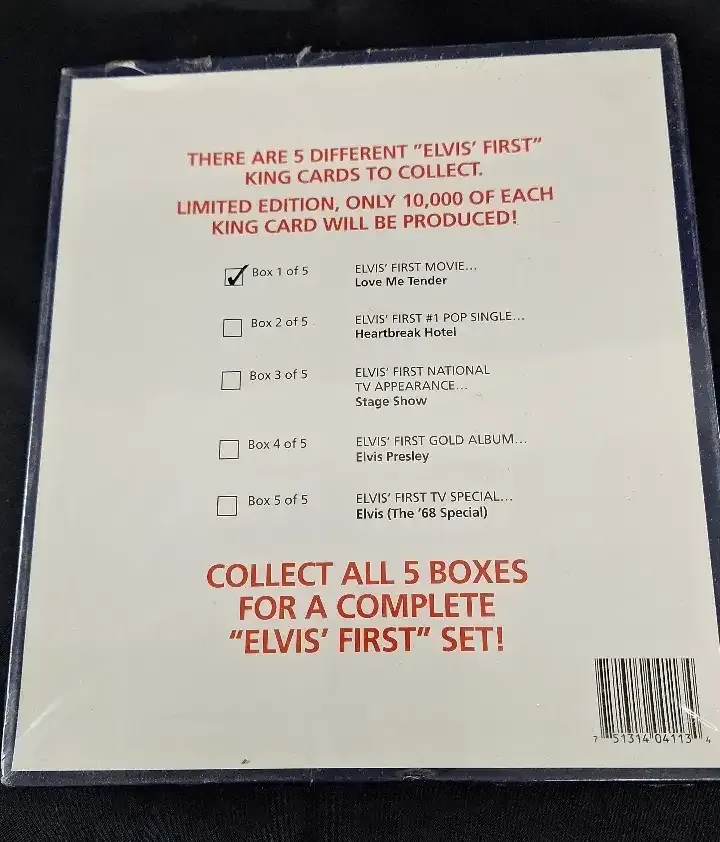 THERE ARE 5 DIFFERENT "ELVIS' FIRST"
KING CARDS TO COLLECT.
LIMITED EDITION, ONLY 10,000 OF EACH
KING CARD WILL BE PRODUCED!
Box 1 of 5 ELVIS' FIRST MOVIE...
Love Me Tender
Box 2 of 5 ELVIS' FIRST #1 POP SINGLE...
Heartbreak Hotel
Box 3 of 5 ELVIS' FIRST NATIONAL
TV APPEARANCE...
Stage Show
Box 4 of 5 ELVIS' FIRST GOLD ALBUM...
Elvis Presley
Box 5 of 5 ELVIS' FIRST TV SPECIAL...
Elvis (The '68 Special)
COLLECT ALL 5 BOXES
FOR A COMPLETE
"ELVIS' FIRST" SET!
7 51314 04113 4